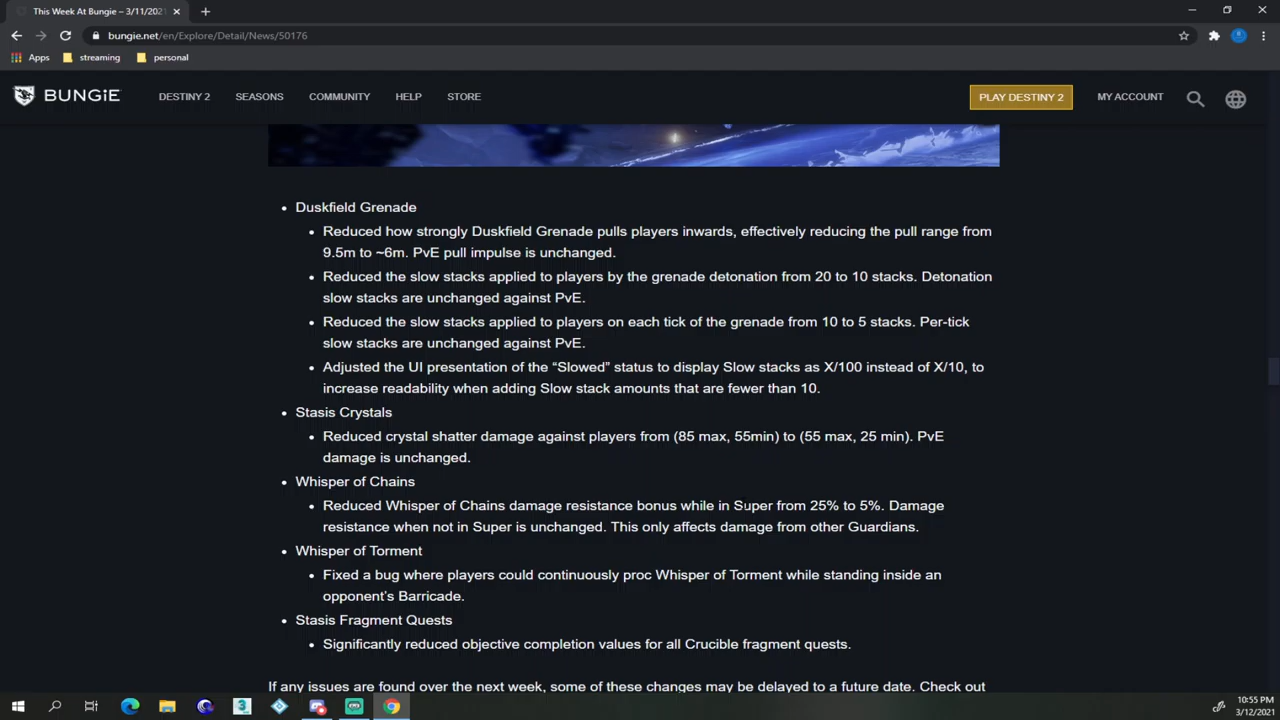 This Week At Bungie – 3/11/2021
bungie.net/en/Explore/Detail/News/50176
Apps streaming personal
BUNGiE DESTINY 2 SEASONS COMMUNITY HELP STORE PLAY DESTINY 2 MY ACCOUNT
• Duskfield Grenade
• Reduced how strongly Duskfield Grenade pulls players inwards, effectively reducing the pull range from
9.5m to ~6m. PvE pull impulse is unchanged.
• Reduced the slow stacks applied to players by the grenade detonation from 20 to 10 stacks. Detonation
slow stacks are unchanged against PvE.
• Reduced the slow stacks applied to players on each tick of the grenade from 10 to 5 stacks. Per-tick
slow stacks are unchanged against PvE.
• Adjusted the UI presentation of the “Slowed” status to display Slow stacks as X/100 instead of X/10, to
increase readability when adding Slow stack amounts that are fewer than 10.
• Stasis Crystals
• Reduced crystal shatter damage against players from (85 max, 55min) to (55 max, 25 min). PvE
damage is unchanged.
• Whisper of Chains
• Reduced Whisper of Chains damage resistance bonus while in Super from 25% to 5%. Damage
resistance when not in Super is unchanged. This only affects damage from other Guardians.
• Whisper of Torment
• Fixed a bug where players could continuously proc Whisper of Torment while standing inside an
opponent’s Barricade.
• Stasis Fragment Quests
• Significantly reduced objective completion values for all Crucible fragment quests.
If any issues are found over the next week, some of these changes may be delayed to a future date. Check out
3
10:55 PM
3/12/2021